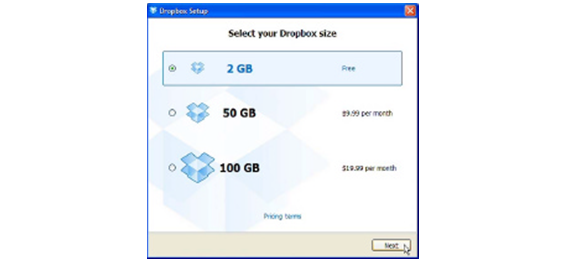 Dropbox Setup
Select your Dropbox size
2 GB Free
50 GB $9.99 per month
100 GB $19.99 per month
Pricing terms
Next